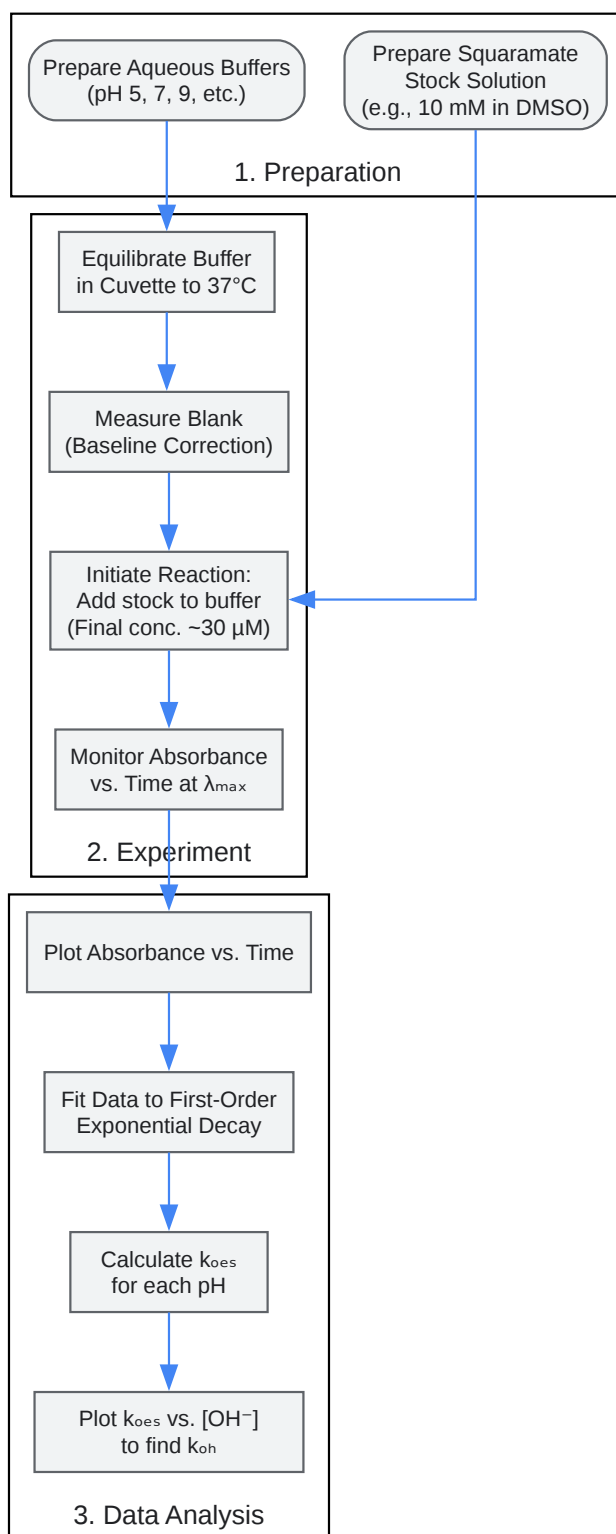 Prepare Aqueous Buffers
(pH 5, 7, 9, etc.)
Prepare Squaramate
Stock Solution
(e.g., 10 mM in DMSO)
1. Preparation
Equilibrate Buffer
in Cuvette to 37°C
Measure Blank
(Baseline Correction)
Initiate Reaction:
Add stock to buffer
(Final conc. ~30 µM)
Monitor Absorbance
vs. Time at λₘₐₓ
2. Experiment
Plot Absorbance vs. Time
Fit Data to First-Order
Exponential Decay
Calculate kₒₑₛ
for each pH
Plot kₒₑₛ vs. [OH⁻]
to find kₒₕ
3. Data Analysis